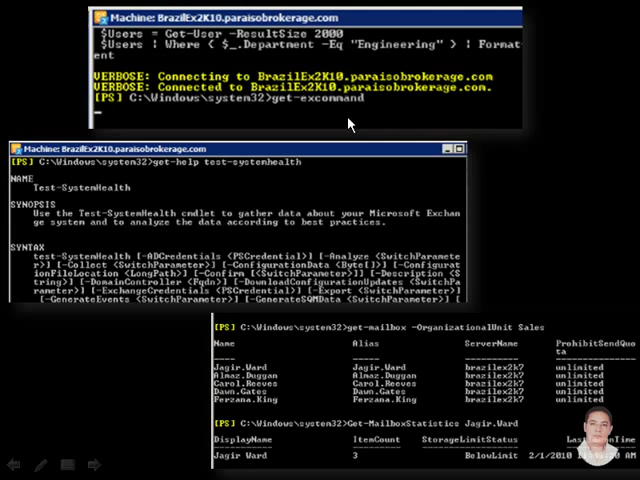 Machine: BrazilEx2K10.paraisobrokerage.com
$Users = Get-User -ResultSize 2000
$Users | Where { $_.Department -Eq "Engineering" } | Format
ent
VERBOSE: Connecting to BrazilEx2K10.paraisobrokerage.com
VERBOSE: Connected to BrazilEx2K10.paraisobrokerage.com.
[PS] C:\Windows\system32>get-excommand
Machine: BrazilEx2K10.paraisobrokerage.com
[PS] C:\Windows\system32>get-help test-systemhealth
NAME
Test-SystemHealth
SYNOPSIS
Use the Test-SystemHealth cmdlet to gather data about your Microsoft Exchan
ge system and to analyze the data according to best practices.
SYNTAX
test-SystemHealth [-ADCredentials <PSCredential>] [-Analyze <SwitchParamete
r>] [-Collect <SwitchParameter>] [-ConfigurationData <Byte[]>] [-Configurat
ionFileLocation <LongPath>] [-Confirm [<SwitchParameter>]] [-Description <S
tring>] [-DomainController <Fqdn>] [-DownloadConfigurationUpdates <SwitchPa
rameter>] [-ExchangeCredentials <PSCredential>] [-Export <SwitchParameter>]
[-GenerateEvents <SwitchParameter>] [-GenerateSQMData <SwitchParameter>] [
[PS] C:\Windows\system32>get-mailbox -OrganizationalUnit Sales
Name Alias ServerName ProhibitSendQuo
ta
Jagir.Ward Jagir.Ward brazilex2k7 unlimited
Almaz.Duggan Almaz.Duggan brazilex2k7 unlimited
Carol.Reeves Carol.Reeves brazilex2k7 unlimited
Dawn.Gates Dawn.Gates brazilex2k7 unlimited
Ferzana.King Ferzana.King brazilex2k7 unlimited
[PS] C:\Windows\system32>Get-MailboxStatistics Jagir.Ward
DisplayName ItemCount StorageLimitStatus
Jagir Ward 3 BelowLimit 2/1/2010 AM